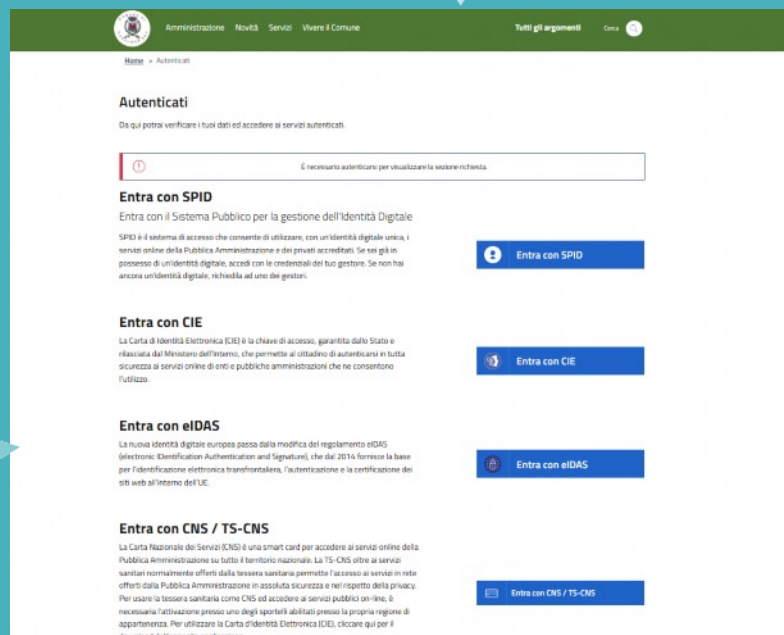 Amministrazione Novità Servizi Vivere il Comune Tutti gli argomenti Cerca
Home > Autenticati
Autenticati
Da qui potrai verificare i tuoi dati ed accedere ai servizi autenticati.
È necessario autenticarsi per visualizzare la sezione richiesta.
Entra con SPID
Entra con il Sistema Pubblico per la gestione dell'Identità Digitale
SPID è il sistema di accesso che consente di utilizzare, con un'identità digitale unica, i
servizi online della Pubblica Amministrazione e dei privati accreditati. Se sei già in
possesso di un'identità digitale, accedi con le credenziali del tuo gestore. Se non hai
ancora un'identità digitale, richiedila ad uno dei gestori.
Entra con SPID
Entra con CIE
La Carta di Identità Elettronica (CIE) è la chiave di accesso, garantita dallo Stato e
rilasciata dal Ministero dell'Interno, che permette al cittadino di autenticarsi in tutta
sicurezza ai servizi online di enti e pubbliche amministrazioni che ne consentono
l'utilizzo.
Entra con CIE
Entra con eIDAS
La nuova identità digitale europea passa dalla modifica del regolamento eIDAS
(electronic IDentification Authentication and Signature), che dal 2014 fornisce la base
per l'identificazione elettronica transfrontaliera, l'autenticazione e la certificazione dei
siti web all'interno dell'UE.
Entra con eIDAS
Entra con CNS / TS-CNS
La Carta Nazionale dei Servizi (CNS) è una smart card per accedere ai servizi online della
Pubblica Amministrazione su tutto il territorio nazionale. La TS-CNS oltre ai servizi
sanitari normalmente offerti dalla tessera sanitaria permette l'accesso ai servizi in rete
offerti dalla Pubblica Amministrazione in assoluta sicurezza e nel rispetto della privacy.
Per usare la tessera sanitaria come CNS ed accedere ai servizi pubblici on-line, è
necessaria l'attivazione presso uno degli sportelli abilitati presso la propria regione di
appartenenza. Per utilizzare la Carta d'Identità Elettronica (CIE), cliccare qui per il
Entra con CNS / TS-CNS